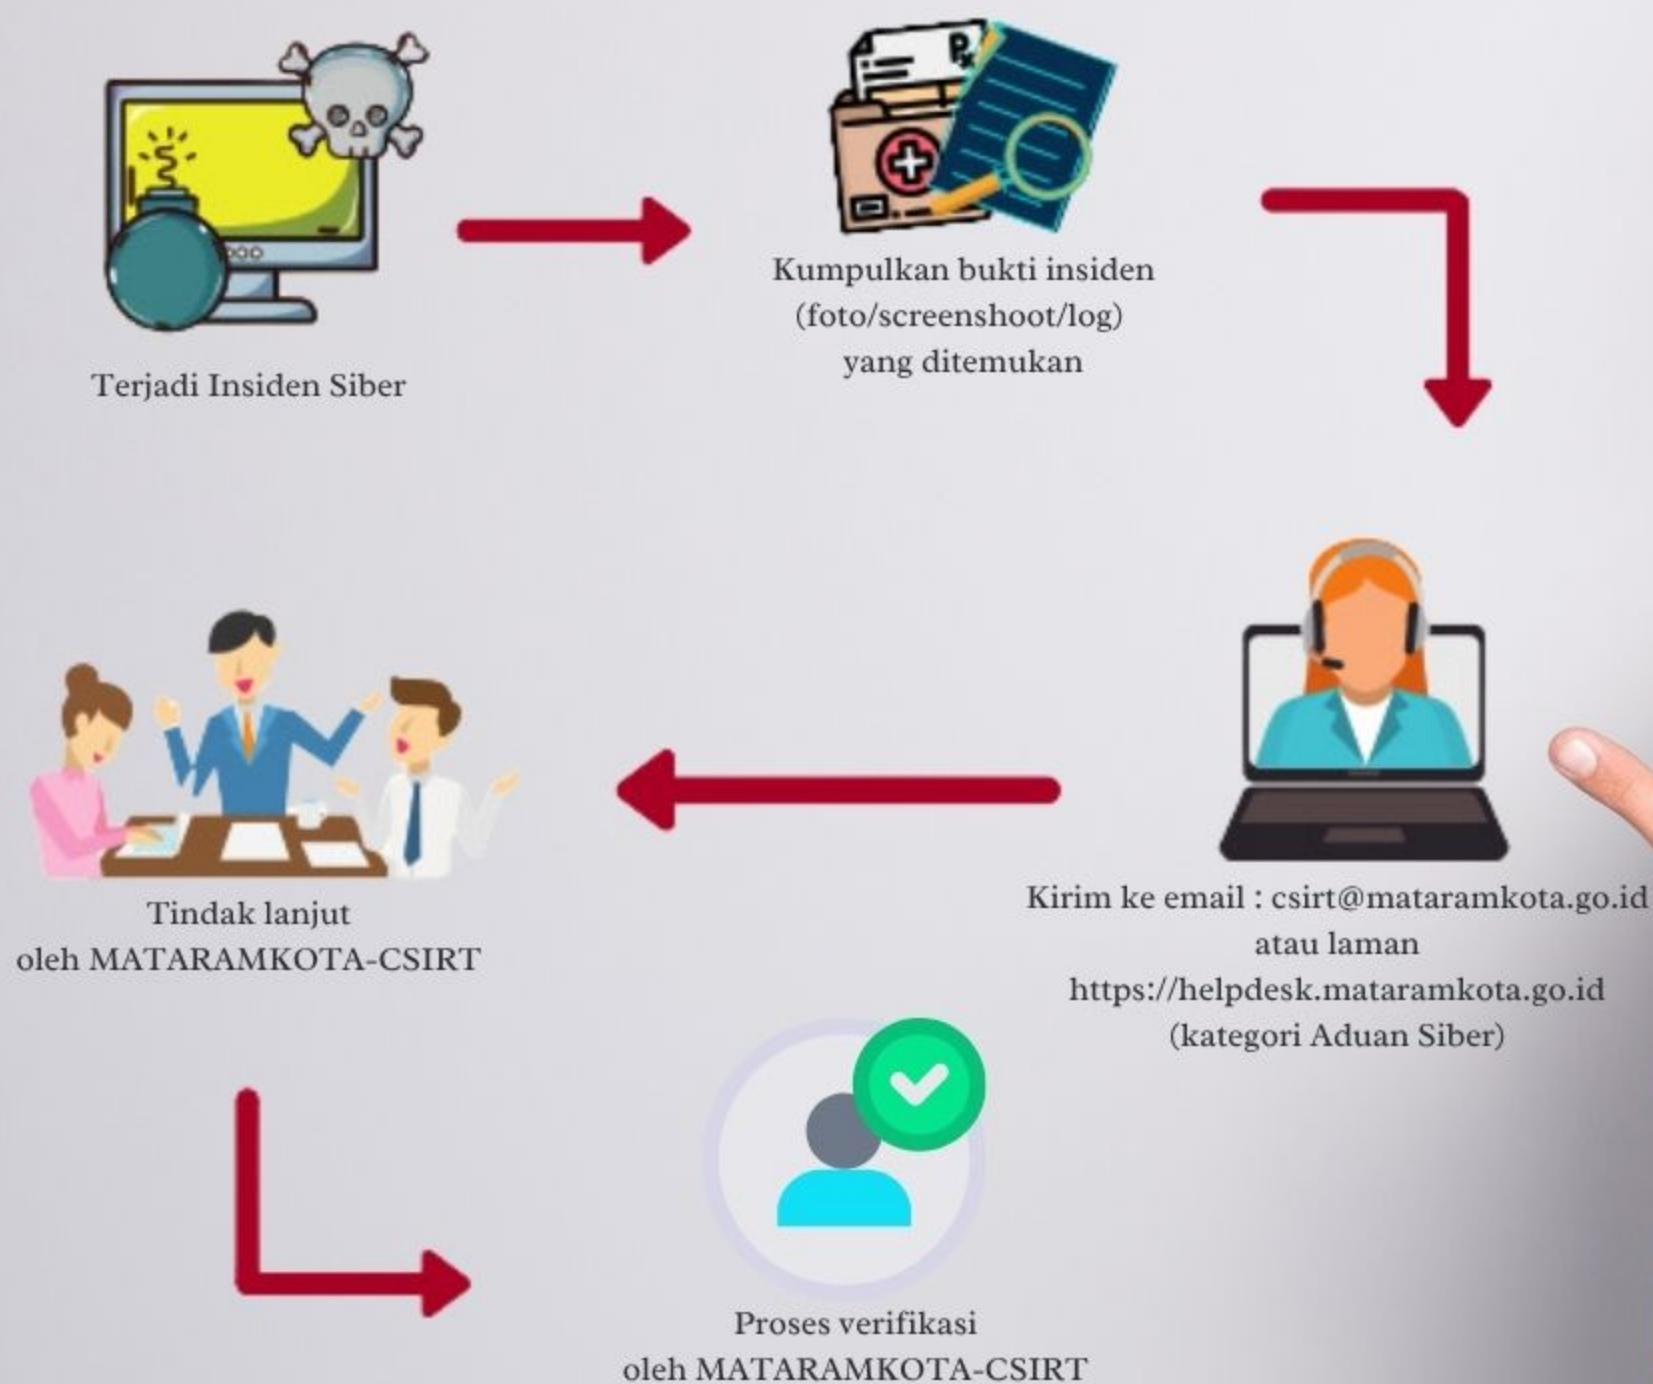 Terjadi Insiden Siber
Kumpulkan bukti insiden
(foto/screenshoot/log)
yang ditemukan
Kirim ke email : csirt@mataramkota.go.id
atau laman
https://helpdesk.mataramkota.go.id
(kategori Aduan Siber)
Tindak lanjut
oleh MATARAMKOTA-CSIRT
Proses verifikasi
oleh MATARAMKOTA-CSIRT